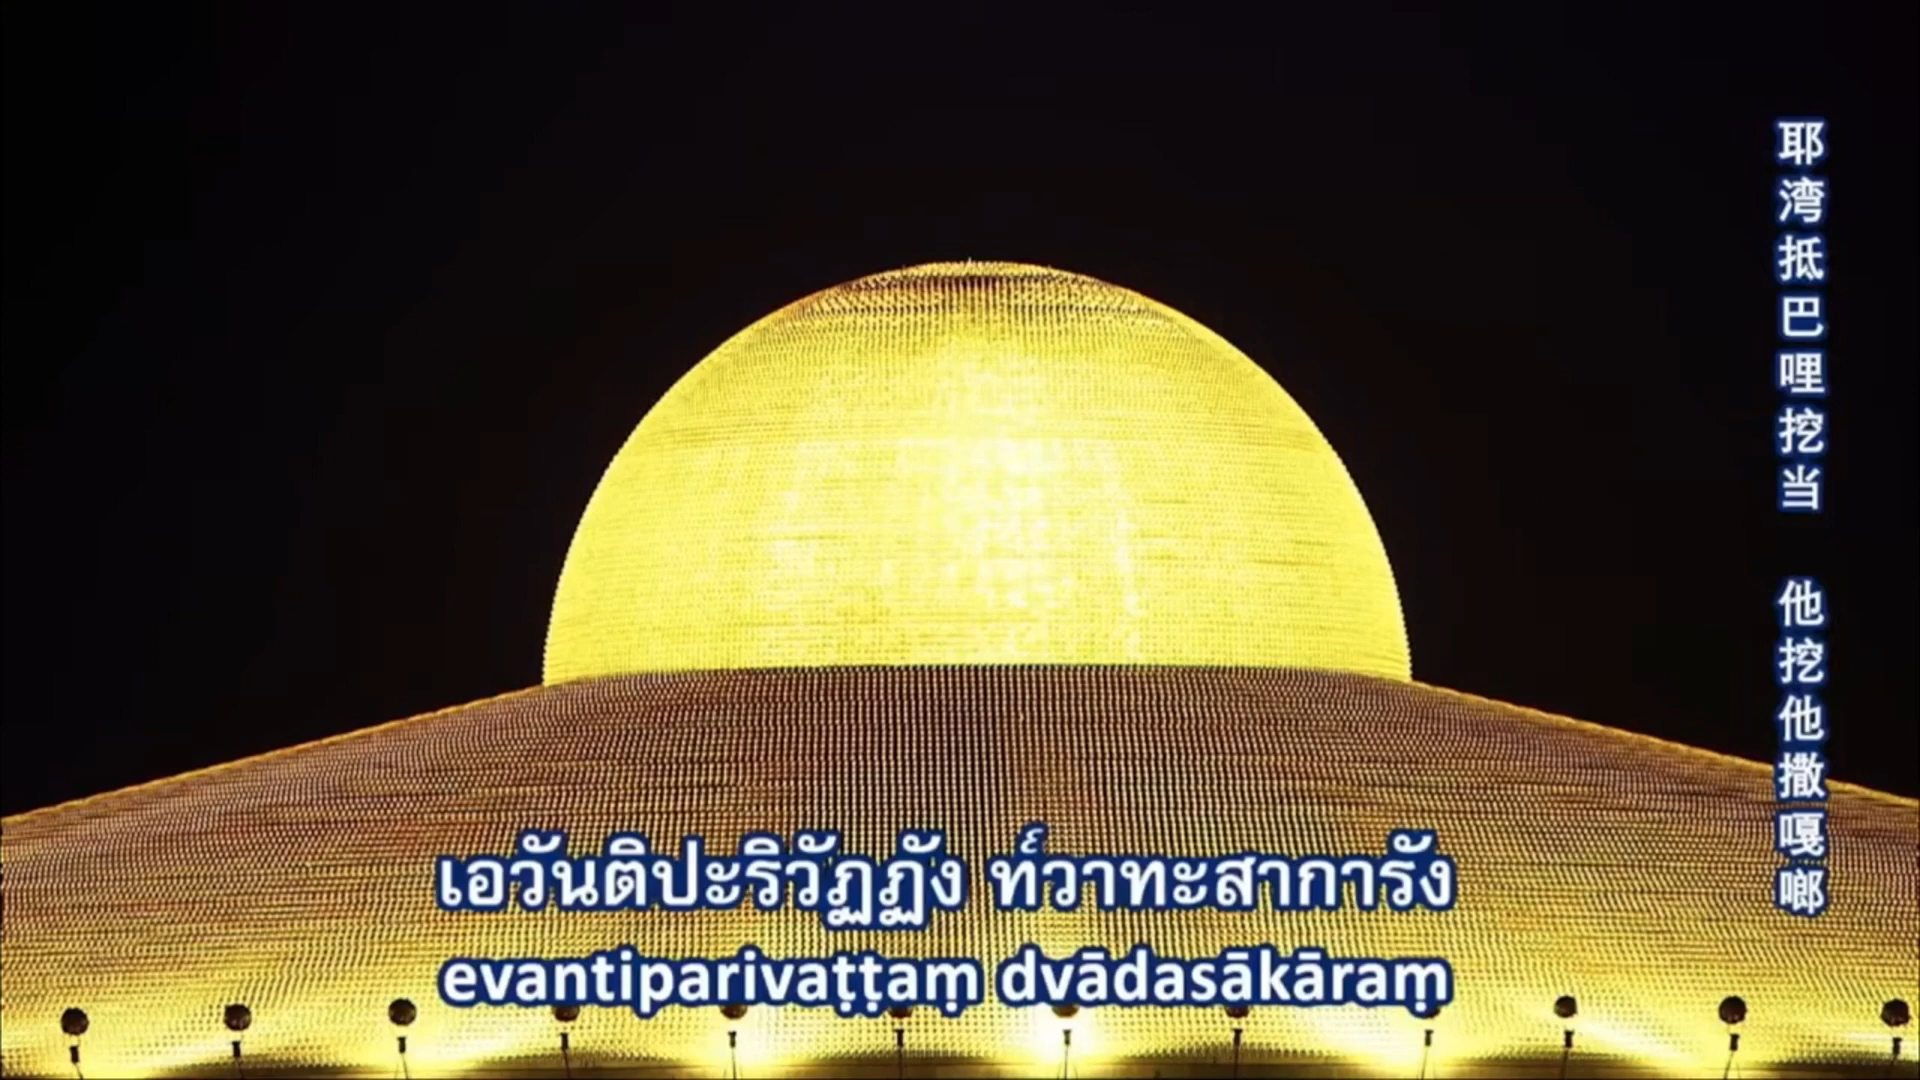 耶湾抵巴哩挖当 他挖他撒嘎啷
เอวันติปะริวัฏฏัง ท๎วาทะสาการัง
evantiparivaṭṭaṃ dvādasākāraṃ